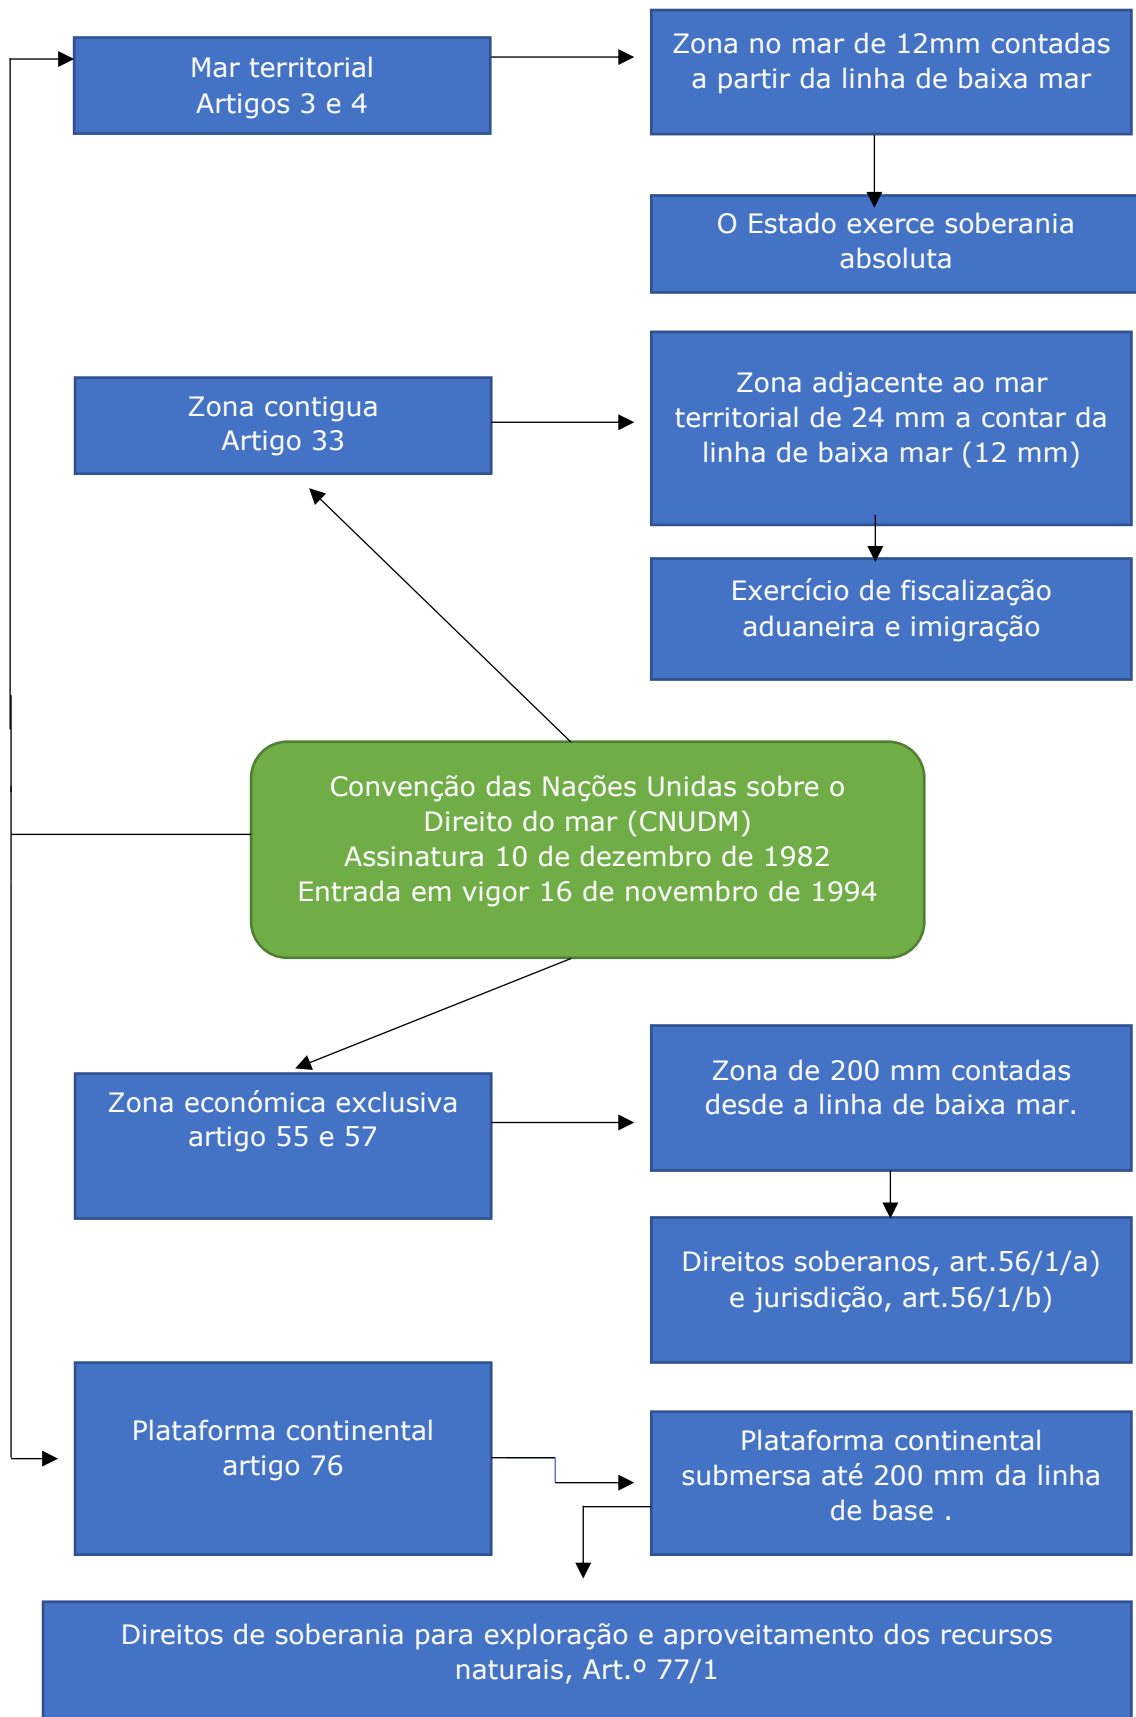 Mar territorial
Artigos 3 e 4
Zona no mar de 12mm contadas
a partir da linha de baixa mar
O Estado exerce soberania
absoluta
Zona contigua
Artigo 33
Zona adjacente ao mar
territorial de 24 mm a contar da
linha de baixa mar (12 mm)
Exercício de fiscalização
aduaneira e imigração
Convenção das Nações Unidas sobre o
Direito do mar (CNUDM)
Assinatura 10 de dezembro de 1982
Entrada em vigor 16 de novembro de 1994
Zona económica exclusiva
artigo 55 e 57
Zona de 200 mm contadas
desde a linha de baixa mar.
Direitos soberanos, art.56/1/a)
e jurisdição, art.56/1/b)
Plataforma continental
artigo 76
Plataforma continental
submersa até 200 mm da linha
de base .
Direitos de soberania para exploração e aproveitamento dos recursos
naturais, Art.º 77/1